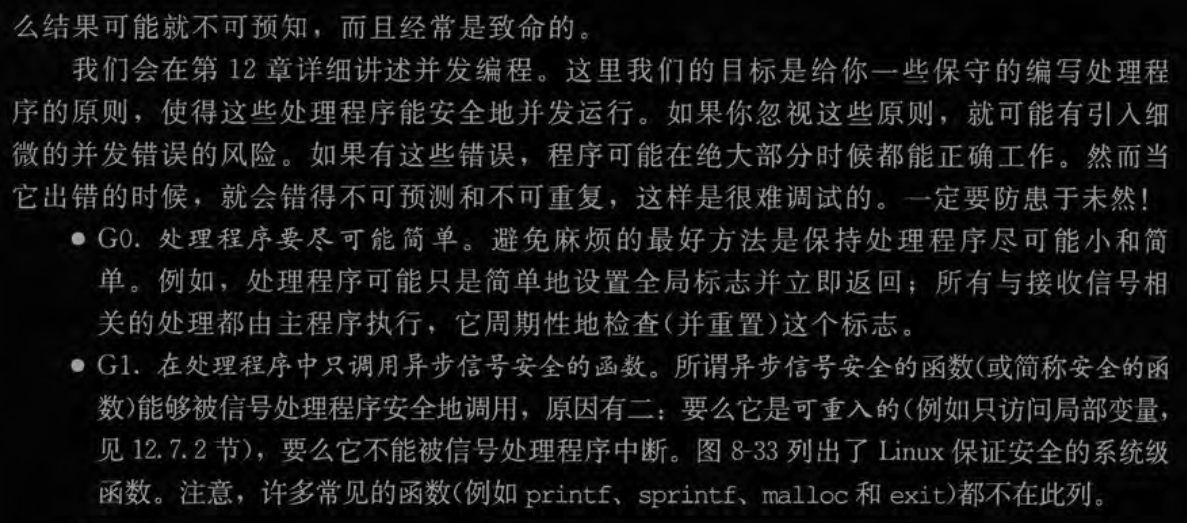 么结果可能就不可预知，而且经常是致命的。
我们会在第 12 章详细讲述并发编程。这里我们的目标是给你一些保守的编写处理程
序的原则，使得这些处理程序能安全地并发运行。如果你忽视这些原则，就可能有引入细
微的并发错误的风险。如果有这些错误，程序可能在绝大部分时候都能正确工作。然而当
它出错的时候，就会错得不可预测和不可重复，这样是很难调试的。一定要防患于未然！
● G0. 处理程序要尽可能简单。避免麻烦的最好方法是保持处理程序尽可能小和简
单。例如，处理程序可能只是简单地设置全局标志并立即返回；所有与接收信号相
关的处理都由主程序执行，它周期性地检查(并重置)这个标志。
● G1. 在处理程序中只调用异步信号安全的函数。所谓异步信号安全的函数(或简称安全的函
数)能够被信号处理程序安全地调用，原因有二：要么它是可重入的(例如只访问局部变量，
见 12.7.2 节)，要么它不能被信号处理程序中断。图 8-33 列出了 Linux 保证安全的系统级
函数。注意，许多常见的函数(例如 printf、sprintf、malloc 和 exit)都不在此列。